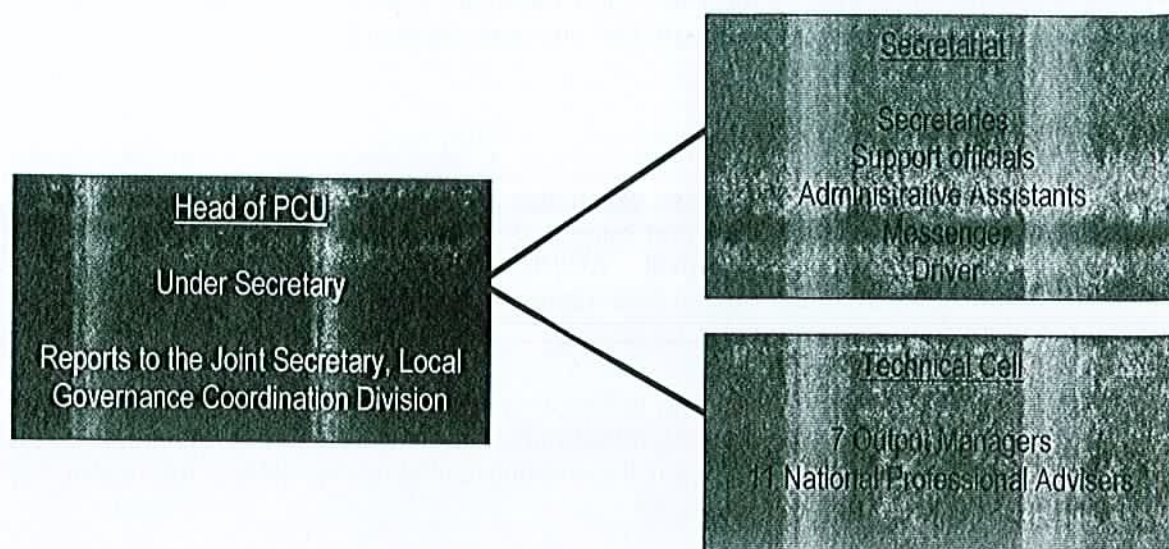 Head of PCU
Under Secretary
Reports to the Joint Secretary, Local
Governance Coordination Division
Secretariat
Secretaries
Support officials
Administrative Assistants
Messenger
Driver
Technical Cell
7 Output Managers
11 National Professional Advisers